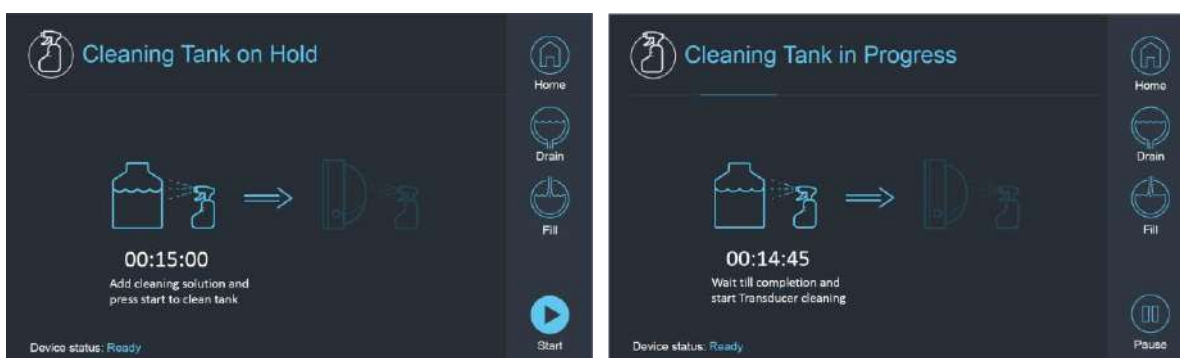 Cleaning Tank on Hold
Home
Drain
Fill
00:15:00
Add cleaning solution and
press start to clean tank
Start
Device status: Ready
Cleaning Tank in Progress
Home
Drain
Fill
00:14:45
Wait till completion and
start Transducer cleaning
Pause
Device status: Ready